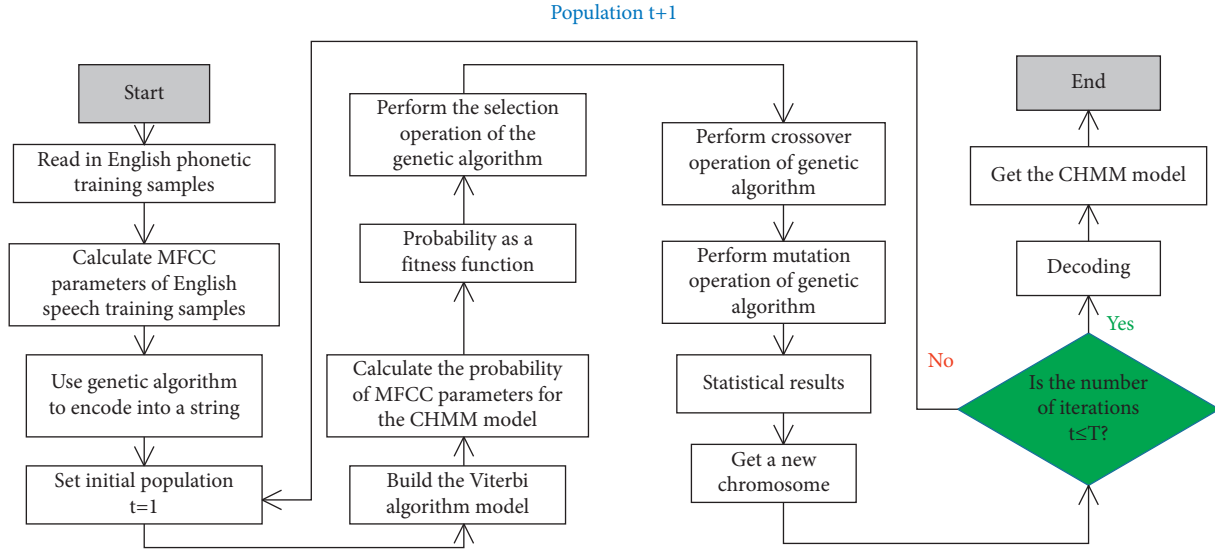 Population t+1
Start
Read in English phonetic
training samples
Calculate MFCC
parameters of English
speech training samples
Use genetic algorithm
to encode into a string
Set initial population
t=1
Perform the selection
operation of the
genetic algorithm
Probability as a
fitness function
Calculate the probability
of MFCC parameters for
the CHMM model
Build the Viterbi
algorithm model
Perform crossover
operation of genetic
algorithm
Perform mutation
operation of genetic
algorithm
Statistical results
Get a new
chromosome
End
Get the CHMM model
Decoding
Yes
No
Is the number
of iterations
t≤T?